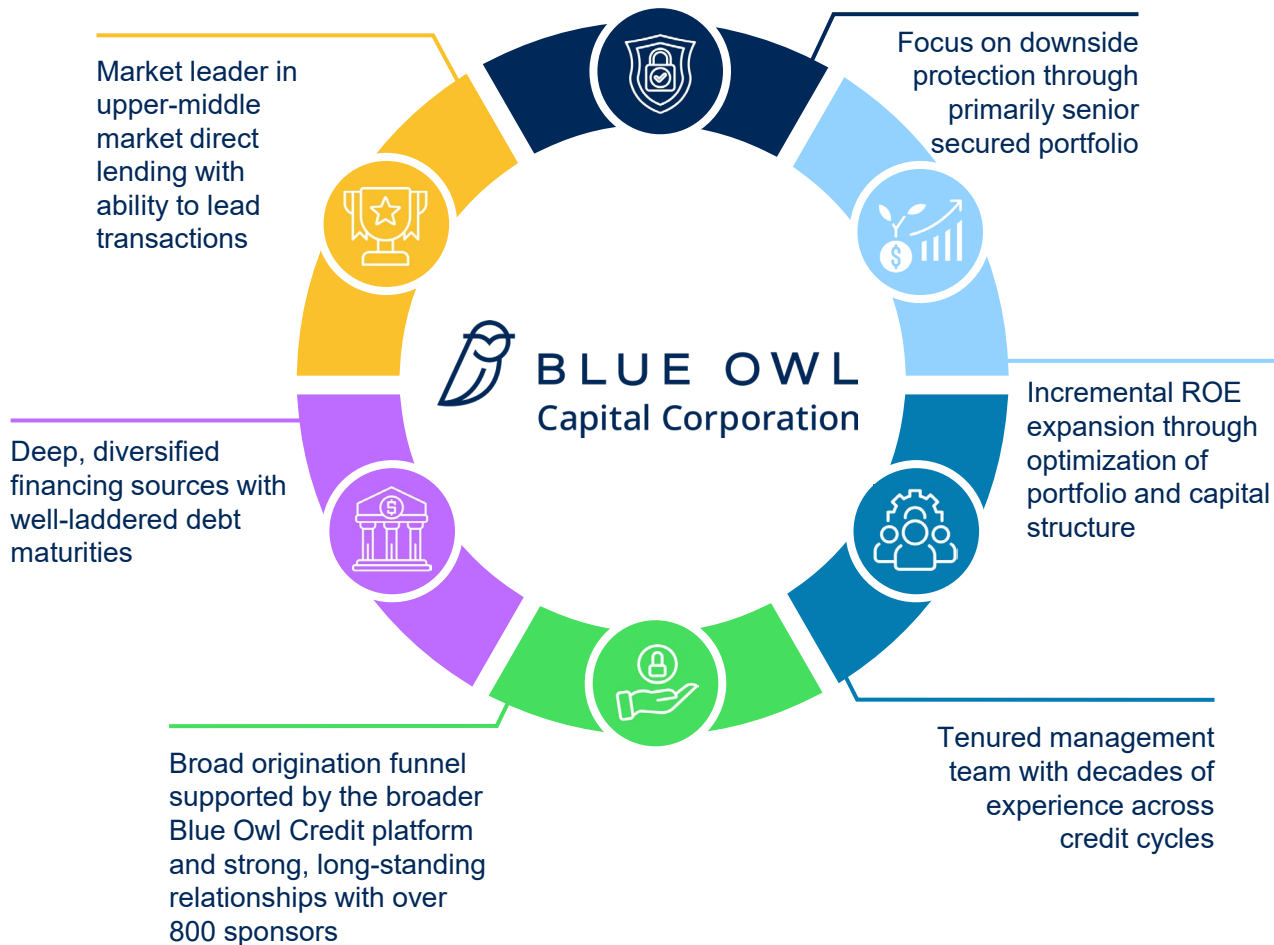 Market leader in
upper-middle
market direct
lending with
ability to lead
transactions
Focus on downside
protection through
primarily senior
secured portfolio
BLUE OWL
Capital Corporation
Incremental ROE
expansion through
optimization of
portfolio and capital
structure
Deep, diversified
financing sources with
well-laddered debt
maturities
$
$
Tenured management
team with decades of
experience across
credit cycles
Broad origination funnel
supported by the broader
Blue Owl Credit platform
and strong, long-standing
relationships with over
800 sponsors